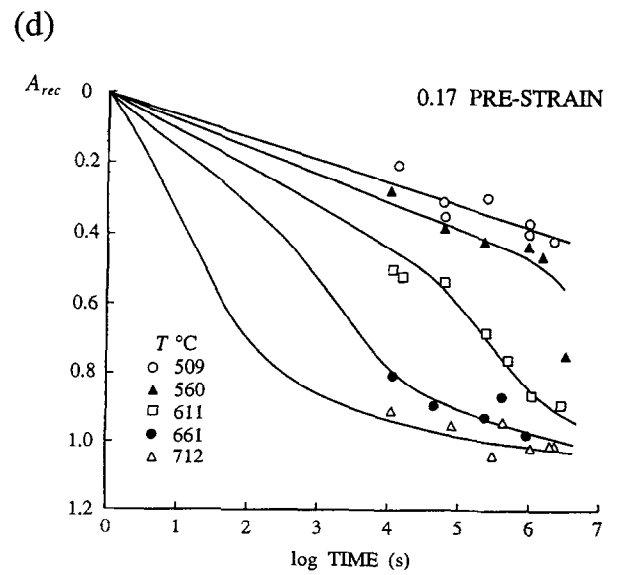 (d)
A_rec
0.17 PRE-STRAIN
0
0.2
0.4
0.6
0.8
1.0
1.2
T °C
○ 509
▲ 560
□ 611
● 661
△ 712
0 1 2 3 4 5 6 7
log TIME (s)